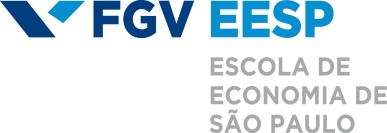 FGV EESP
ESCOLA DE
ECONOMIA DE
SÃO PAULO